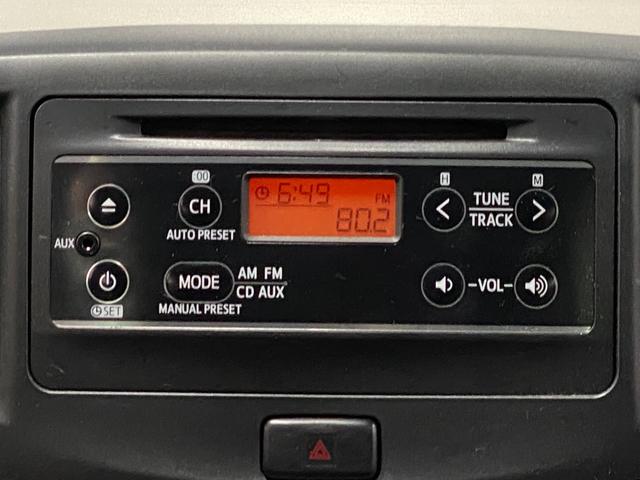 :00
H
M
CH
6:49
FM
80.2
TUNE
TRACK
AUTO PRESET
AUX
MODE
AM FM
CD AUX
VOL
SET
MANUAL PRESET